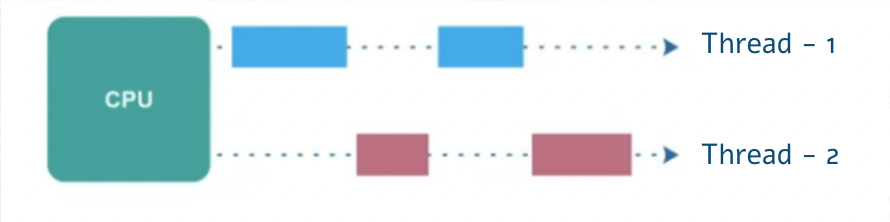 Thread - 1
CPU
Thread - 2